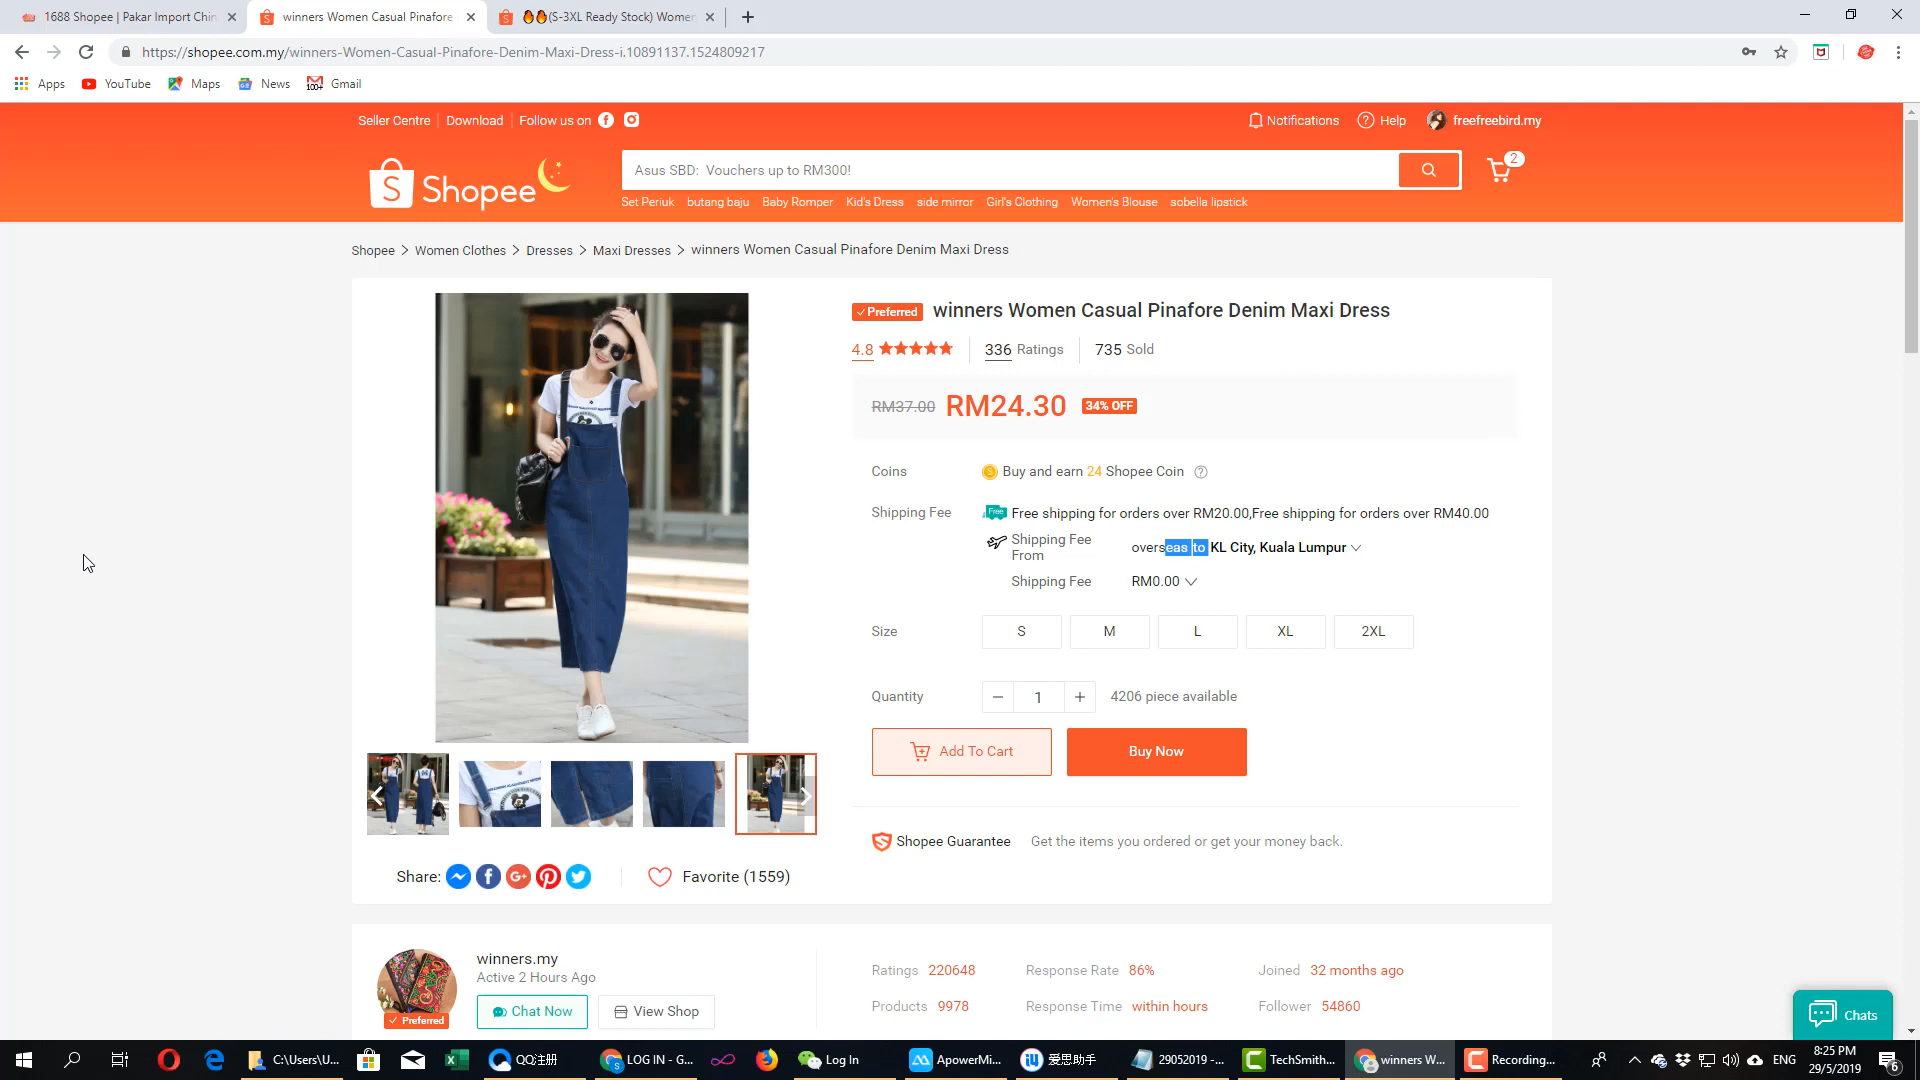 1688 Shopee | Pakar Import Chin
winners Women Casual Pinafore
(S-3XL Ready Stock) Women
https://shopee.com.my/winners-Women-Casual-Pinafore-Denim-Maxi-Dress-i.10891137.1524809217
Apps YouTube Maps News Gmail
Seller Centre Download Follow us on
Notifications Help freefreebird.my
Shopee
Asus SBD: Vouchers up to RM300!
2
Set Periuk butang baju Baby Romper Kid's Dress side mirror Girl's Clothing Women's Blouse sobella lipstick
Shopee > Women Clothes > Dresses > Maxi Dresses > winners Women Casual Pinafore Denim Maxi Dress
Preferred winners Women Casual Pinafore Denim Maxi Dress
4.8 336 Ratings 735 Sold
RM37.00 RM24.30 34% OFF
Coins Buy and earn 24 Shopee Coin
Shipping Fee Free Free shipping for orders over RM20.00,Free shipping for orders over RM40.00
Shipping Fee From overseas to KL City, Kuala Lumpur
Shipping Fee RM0.00
Size S M L XL 2XL
Quantity 1 4206 piece available
Add To Cart Buy Now
Shopee Guarantee Get the items you ordered or get your money back.
Share: Favorite (1559)
winners.my
Active 2 Hours Ago
Preferred
Chat Now View Shop
Ratings 220648 Response Rate 86% Joined 32 months ago
Products 9978 Response Time within hours Follower 54860
Chats
C:\Users\U... QQ注册 LOG IN - G... Log In ApowerMi... 爱思助手 29052019 -... TechSmith... winners W... Recording... ENG
8:25 PM
29/5/2019
6